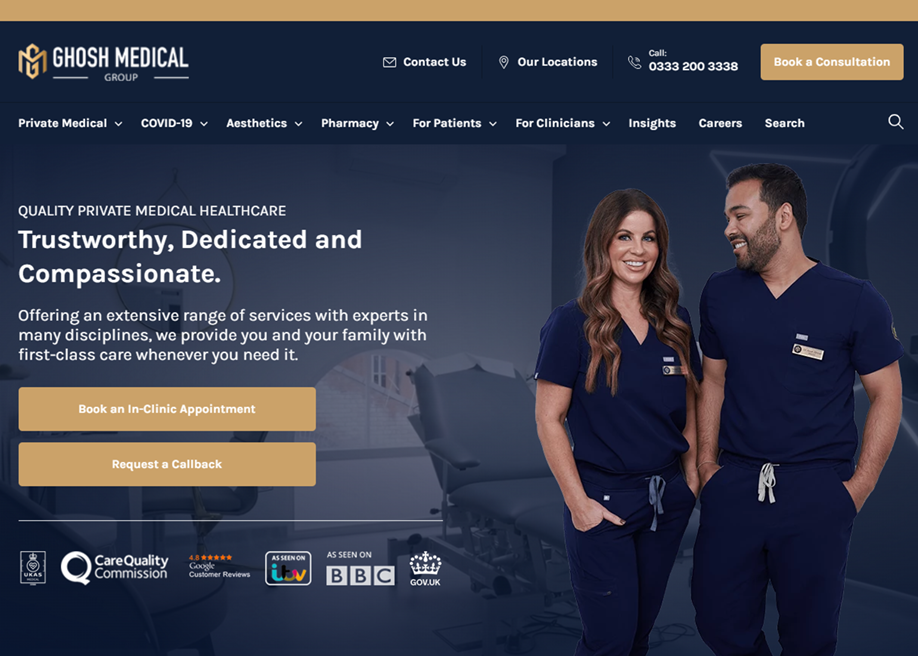 GHOSH MEDICAL
GROUP
Contact Us
Our Locations
Call:
0333 200 3338
Book a Consultation
Private Medical
COVID-19
Aesthetics
Pharmacy
For Patients
For Clinicians
Insights
Careers
Search
QUALITY PRIVATE MEDICAL HEALTHCARE
Trustworthy, Dedicated and
Compassionate.
Offering an extensive range of services with experts in
many disciplines, we provide you and your family with
first-class care whenever you need it.
Book an In-Clinic Appointment
Request a Callback
UKAS
CareQuality
Commission
4.8
Google
Customer Reviews
AS SEEN ON
itv
AS SEEN ON
BBC
GOV.UK